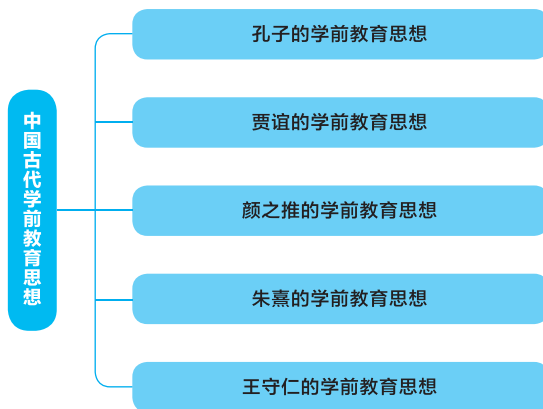 中国古代学前教育思想
孔子的学前教育思想
贾谊的学前教育思想
颜之推的学前教育思想
朱熹的学前教育思想
王守仁的学前教育思想